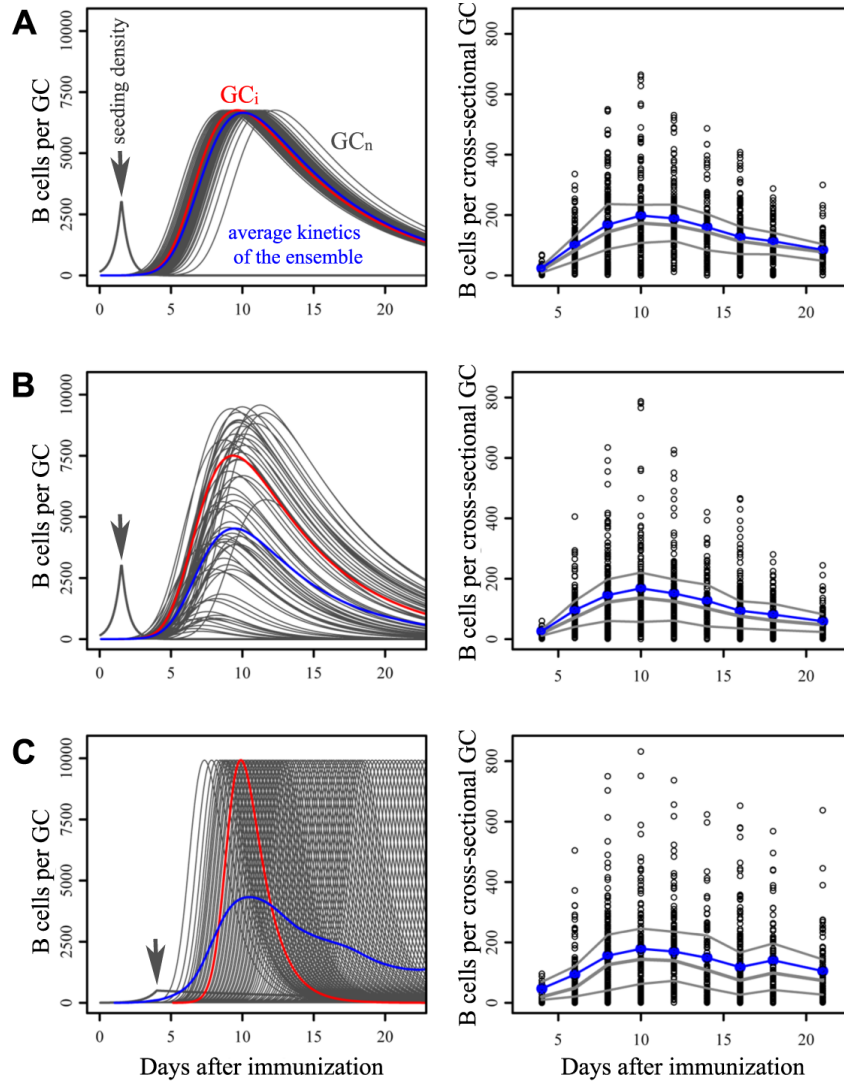 A
B cells per GC
10000
7500
5000
2500
0
seeding density
GCi
GCn
average kinetics
of the ensemble
0 5 10 15 20
B cells per cross-sectional GC
800
600
400
200
0
5 10 15 20
B
B cells per GC
10000
7500
5000
2500
0
0 5 10 15 20
B cells per cross-sectional GC
800
600
400
200
0
5 10 15 20
C
B cells per GC
10000
7500
5000
2500
0
0 5 10 15 20
Days after immunization
B cells per cross-sectional GC
800
600
400
200
0
5 10 15 20
Days after immunization